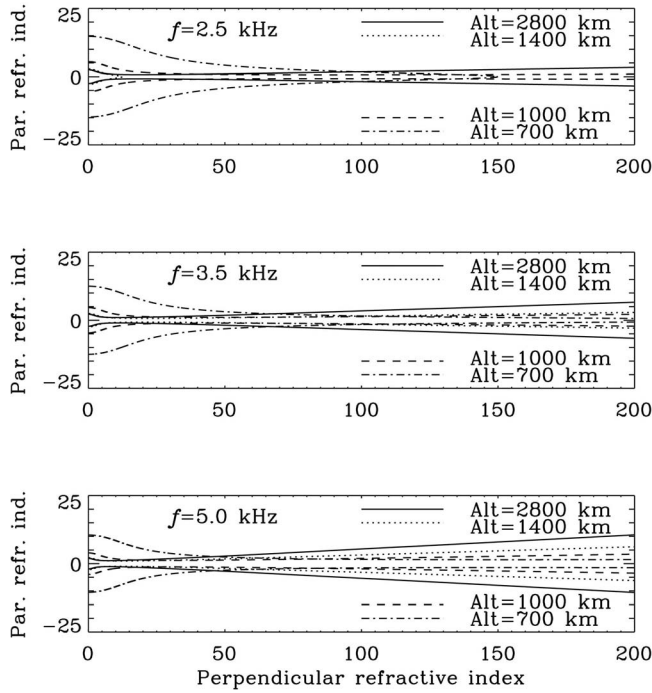 Par. refr. ind.
25
0
−25
f=2.5 kHz
Alt=2800 km
Alt=1400 km
Alt=1000 km
Alt=700 km
0 50 100 150 200
Par. refr. ind.
25
0
−25
f=3.5 kHz
Alt=2800 km
Alt=1400 km
Alt=1000 km
Alt=700 km
0 50 100 150 200
Par. refr. ind.
25
0
−25
f=5.0 kHz
Alt=2800 km
Alt=1400 km
Alt=1000 km
Alt=700 km
0 50 100 150 200
Perpendicular refractive index